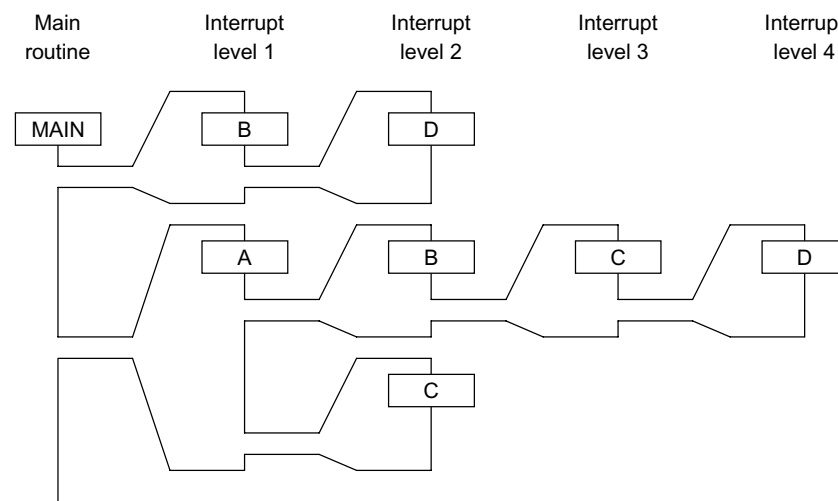 Main routine
Interrupt level 1
Interrupt level 2
Interrupt level 3
Interrup level 4
MAIN
B
D
A
B
C
D
C